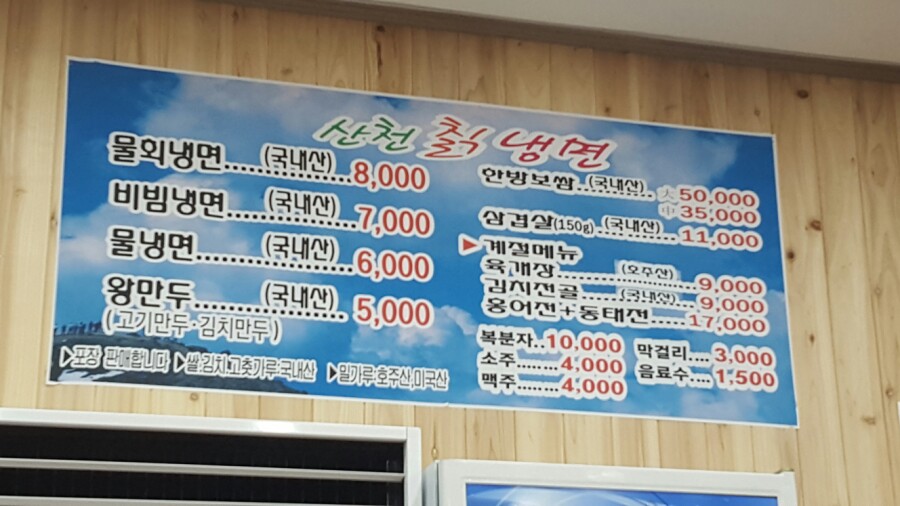 산천 칡 냉면
물회냉면.....(국내산)..8,000
비빔냉면.....(국내산)..7,000
물냉면.....(국내산)..6,000
왕만두.....(국내산)..5,000
(고기만두·김치만두)
▶포장 판매합니다 ▶쌀,김치,고춧가루:국내산 ▶밀가루:호주산,미국산
한방보쌈..(국내산)..大50,000
中35,000
삼겹살(150g)..(국내산)..11,000
▶계절메뉴
육개장.....(호주산)..9,000
김치전골.....(국내산)..9,000
홍어전+동태전.....17,000
복분자..10,000
소주.......4,000
맥주.......4,000
막걸리....3,000
음료수....1,500